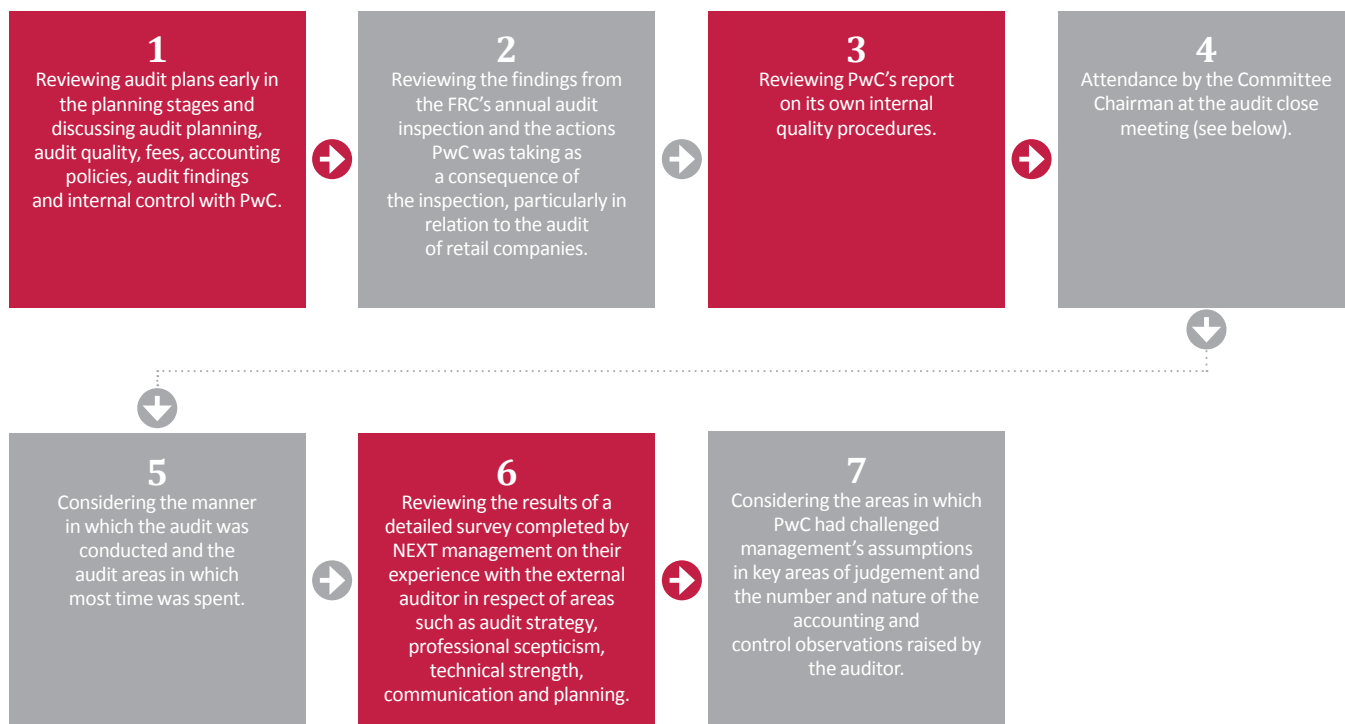 1
Reviewing audit plans early in
the planning stages and
discussing audit planning,
audit quality, fees, accounting
policies, audit findings
and internal control with PwC.
2
Reviewing the findings from
the FRC’s annual audit
inspection and the actions
PwC was taking as
a consequence of
the inspection, particularly in
relation to the audit
of retail companies.
3
Reviewing PwC’s report
on its own internal
quality procedures.
4
Attendance by the Committee
Chairman at the audit close
meeting (see below).
5
Considering the manner
in which the audit was
conducted and the
audit areas in which
most time was spent.
6
Reviewing the results of a
detailed survey completed by
NEXT management on their
experience with the external
auditor in respect of areas
such as audit strategy,
professional scepticism,
technical strength,
communication and planning.
7
Considering the areas in which
PwC had challenged
management’s assumptions
in key areas of judgement and
the number and nature of the
accounting and
control observations raised by
the auditor.